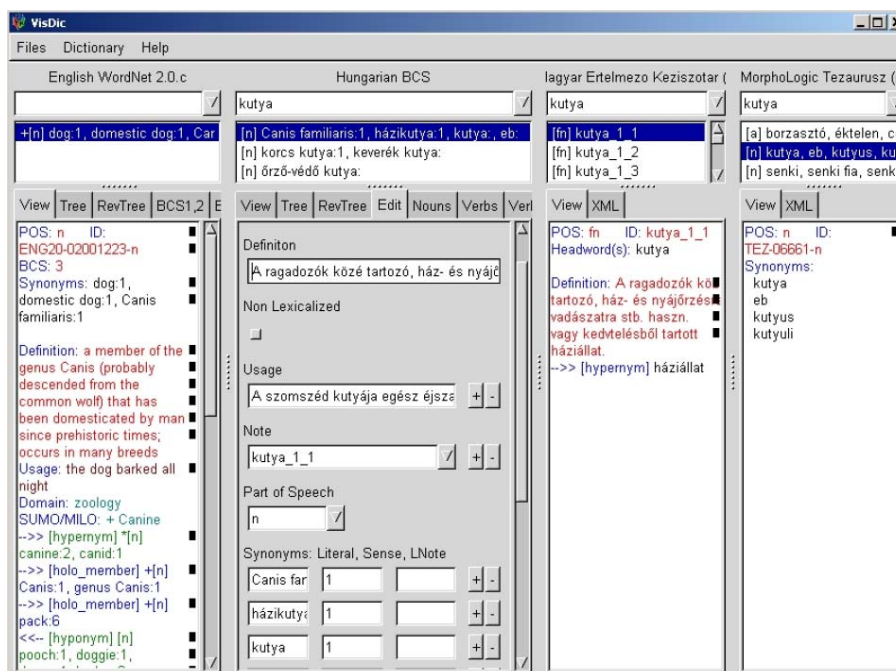 VisDic
Files Dictionary Help
English WordNet 2.0.c
+[n] dog:1, domestic dog:1, Can
View Tree RevTree BCS1,2
POS: n ID:
ENG20-02001223-n
BCS: 3
Synonyms: dog:1,
domestic dog:1, Canis
familiaris:1
Definition: a member of the
genus Canis (probably
descended from the
common wolf) that has
been domesticated by man
since prehistoric times;
occurs in many breeds
Usage: the dog barked all
night
Domain: zoology
SUMO/MILO: + Canine
-->> [hypernym] *[n]
canine:2, canid:1
-->> [holo_member] +[n]
Canis:1, genus Canis:1
-->> [holo_member] +[n]
pack:6
<<-- [hyponym] [n]
pooch:1, doggie:1,
Hungarian BCS
kutya
[n] Canis familiaris:1, házikutya:1, kutya:, eb:
[n] korcs kutya:1, keverék kutya:
[n] őrző-védő kutya:
View Tree RevTree Edit Nouns Verbs Verl
Definiton
A ragadozók közé tartozó, ház- és nyájő
Non Lexicalized
Usage
A szomszéd kutyája egész éjsza + -
Note
kutya_1_1 + -
Part of Speech
n
Synonyms: Literal, Sense, LNote
Canis far 1 + -
házikutya 1 + -
kutya 1 + -
lagyar Ertelmezo Keziszotar (
kutya
[fn] kutya_1_1
[fn] kutya_1_2
[fn] kutya_1_3
View XML
POS: fn ID: kutya_1_1
Headword(s): kutya
Definition: A ragadozók kö
tartozó, ház- és nyájőrzés
vadászatra stb. haszn.
vagy kedvtelésből tartott
háziállat.
-->> [hypernym] háziállat
MorphoLogic Tezaurusz (
kutya
[a] borzasztó, éktelen, c
[n] kutya, eb, kutyus, ku
[n] senki, senki fia, senk
View XML
POS: n ID:
TEZ-06661-n
Synonyms:
kutya
eb
kutyus
kutyuli